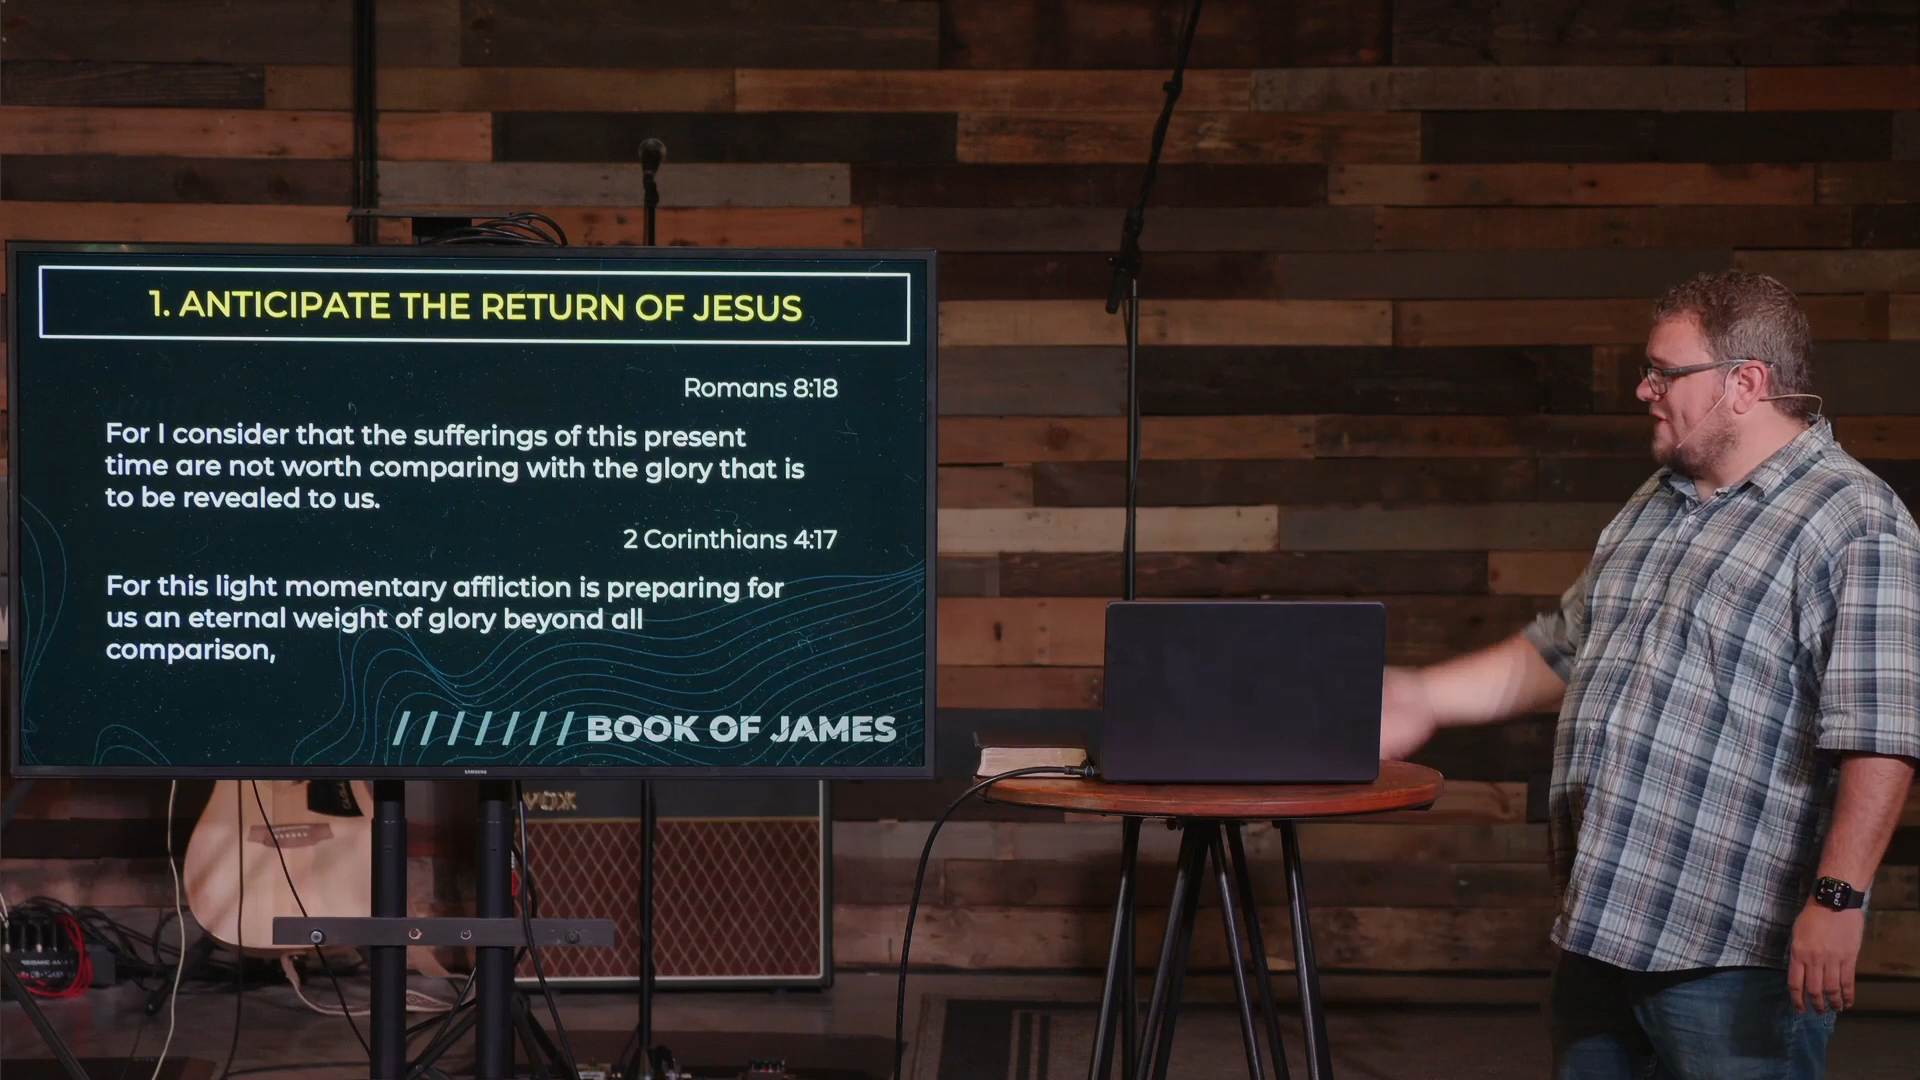 1. ANTICIPATE THE RETURN OF JESUS
Romans 8:18
For I consider that the sufferings of this present
time are not worth comparing with the glory that is
to be revealed to us.
2 Corinthians 4:17
For this light momentary affliction is preparing for
us an eternal weight of glory beyond all
comparison,
/////// BOOK OF JAMES
SAMSUNG
VOX